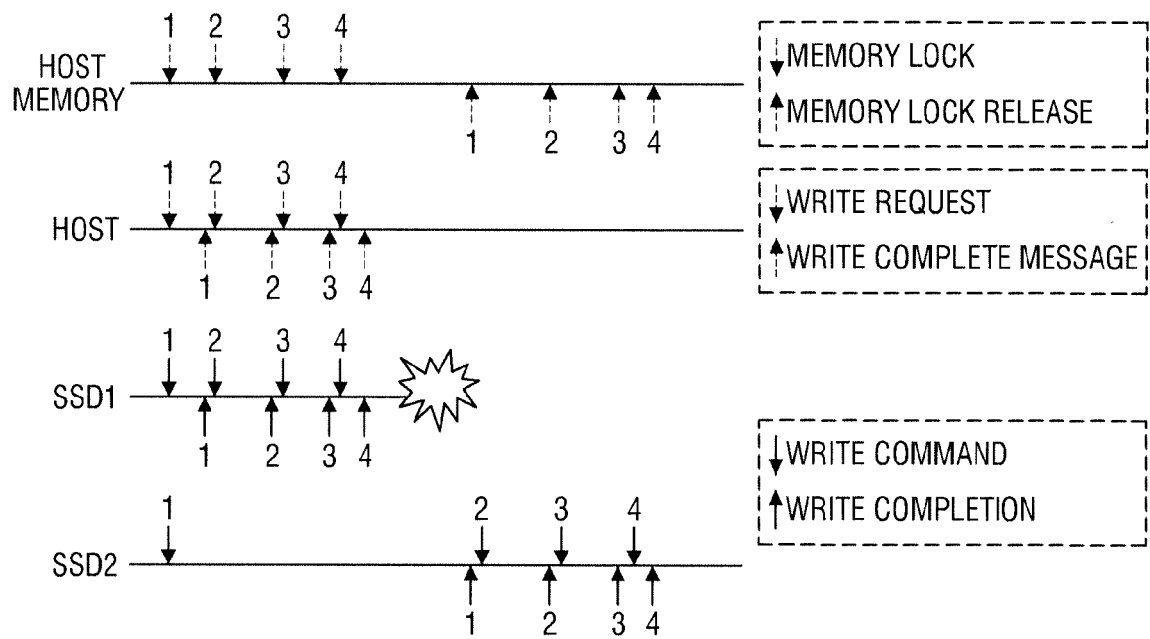 1 2 3 4
HOST
MEMORY
1 2 3 4
MEMORY LOCK
MEMORY LOCK RELEASE
1 2 3 4
HOST
1 2 3 4
WRITE REQUEST
WRITE COMPLETE MESSAGE
1 2 3 4
SSD1
1 2 3 4
WRITE COMMAND
WRITE COMPLETION
1 2 3 4
SSD2
1 2 3 4